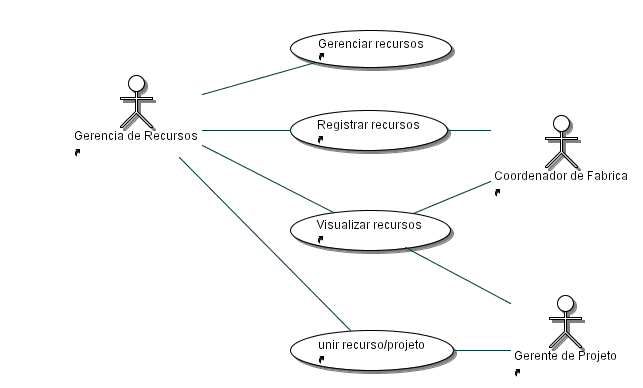 Gerenciar recursos
Registrar recursos
Gerencia de Recursos
Coordenador de Fabrica
Visualizar recursos
unir recurso/projeto
Gerente de Projeto